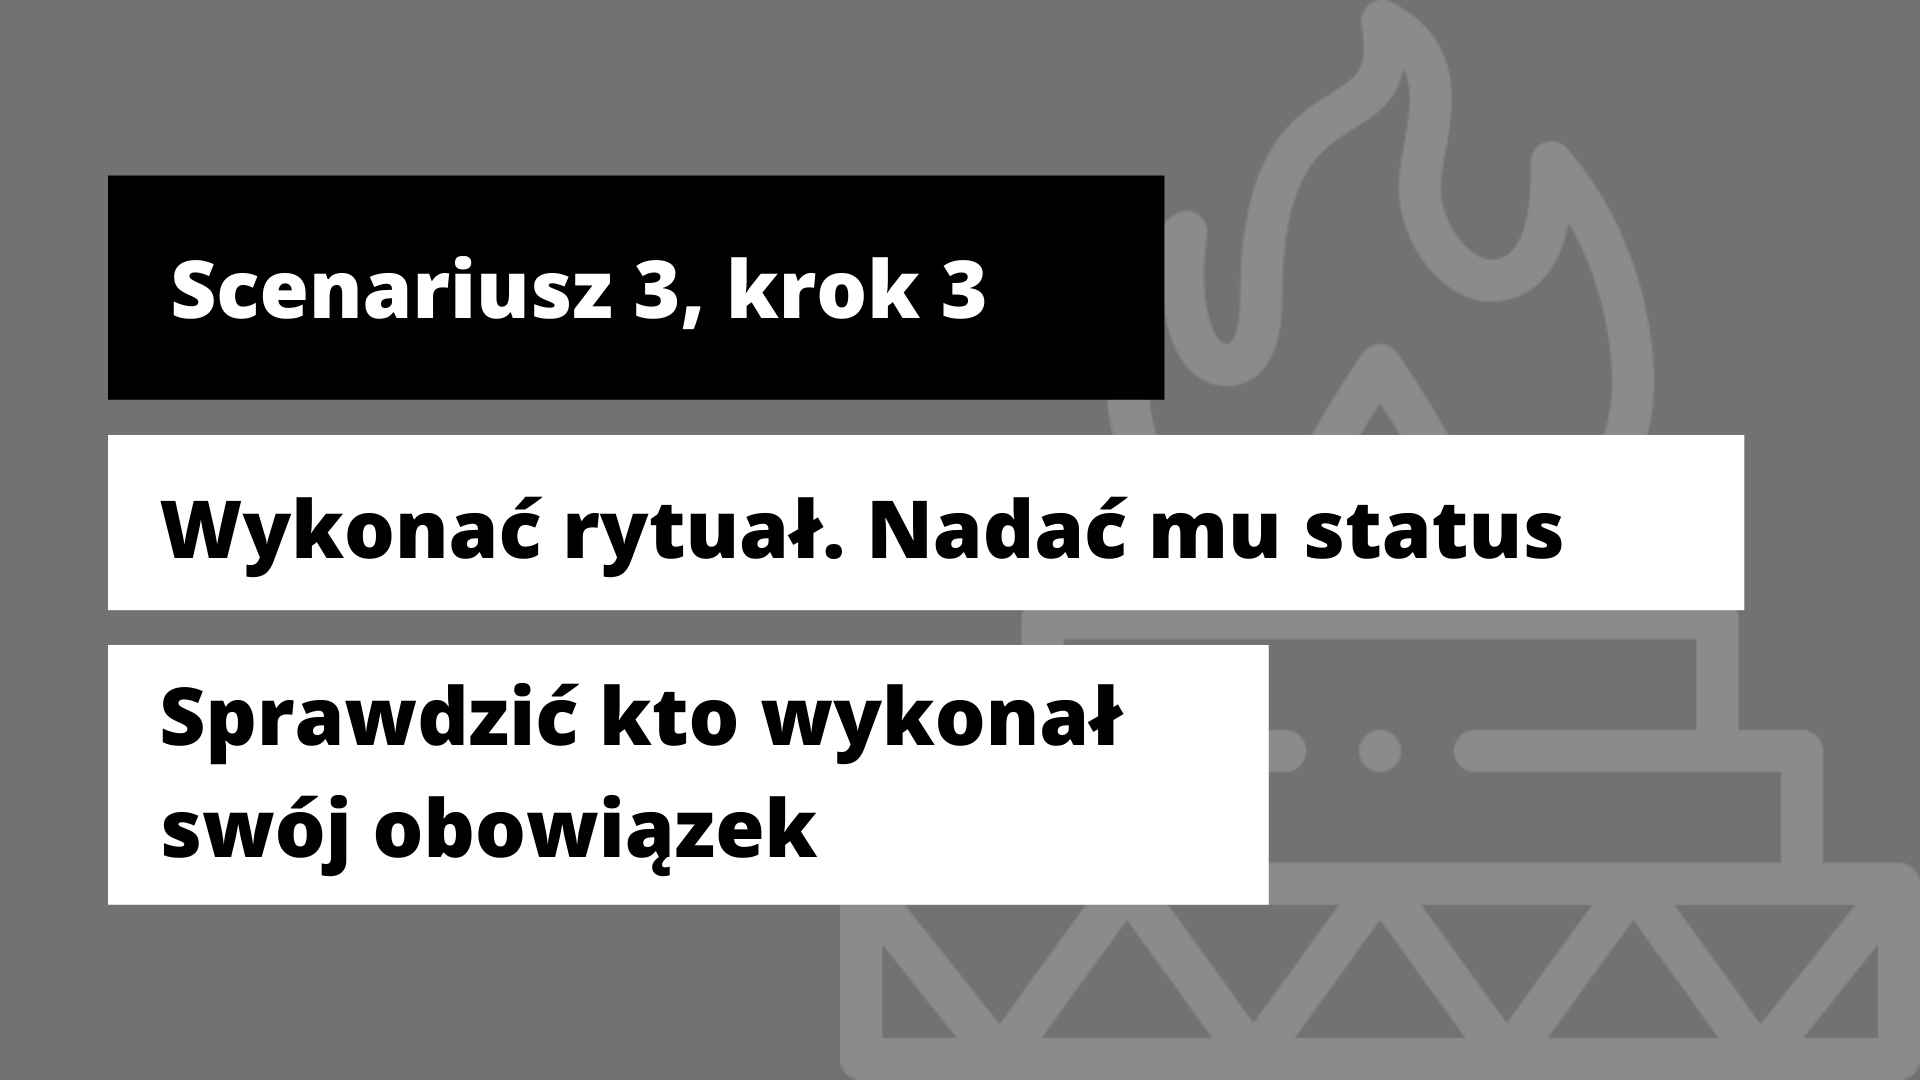 Scenariusz 3, krok 3
Wykonać rytuał. Nadać mu status
Sprawdzić kto wykonał
swój obowiązek